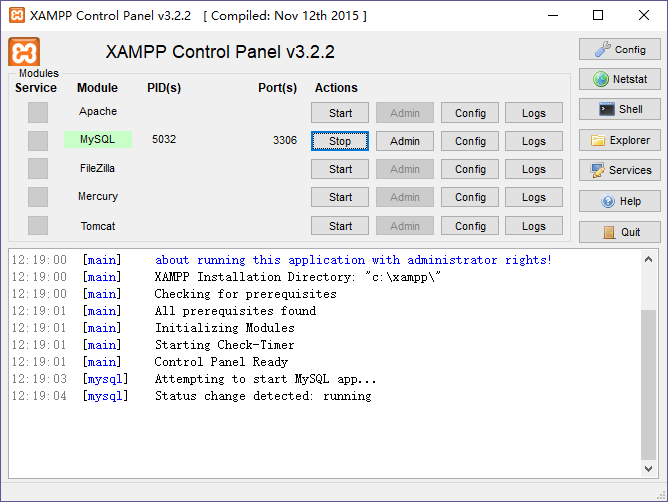 XAMPP Control Panel v3.2.2 [ Compiled: Nov 12th 2015 ]
XAMPP Control Panel v3.2.2
Config
Modules
Service Module PID(s) Port(s) Actions
Netstat
Apache Start Admin Config Logs
Shell
MySQL 5032 3306 Stop Admin Config Logs
Explorer
FileZilla Start Admin Config Logs
Services
Mercury Start Admin Config Logs
Help
Tomcat Start Admin Config Logs
Quit
12:19:00 [main] about running this application with administrator rights!
12:19:00 [main] XAMPP Installation Directory: "c:\xampp\"
12:19:00 [main] Checking for prerequisites
12:19:01 [main] All prerequisites found
12:19:01 [main] Initializing Modules
12:19:01 [main] Starting Check-Timer
12:19:01 [main] Control Panel Ready
12:19:03 [mysql] Attempting to start MySQL app...
12:19:04 [mysql] Status change detected: running